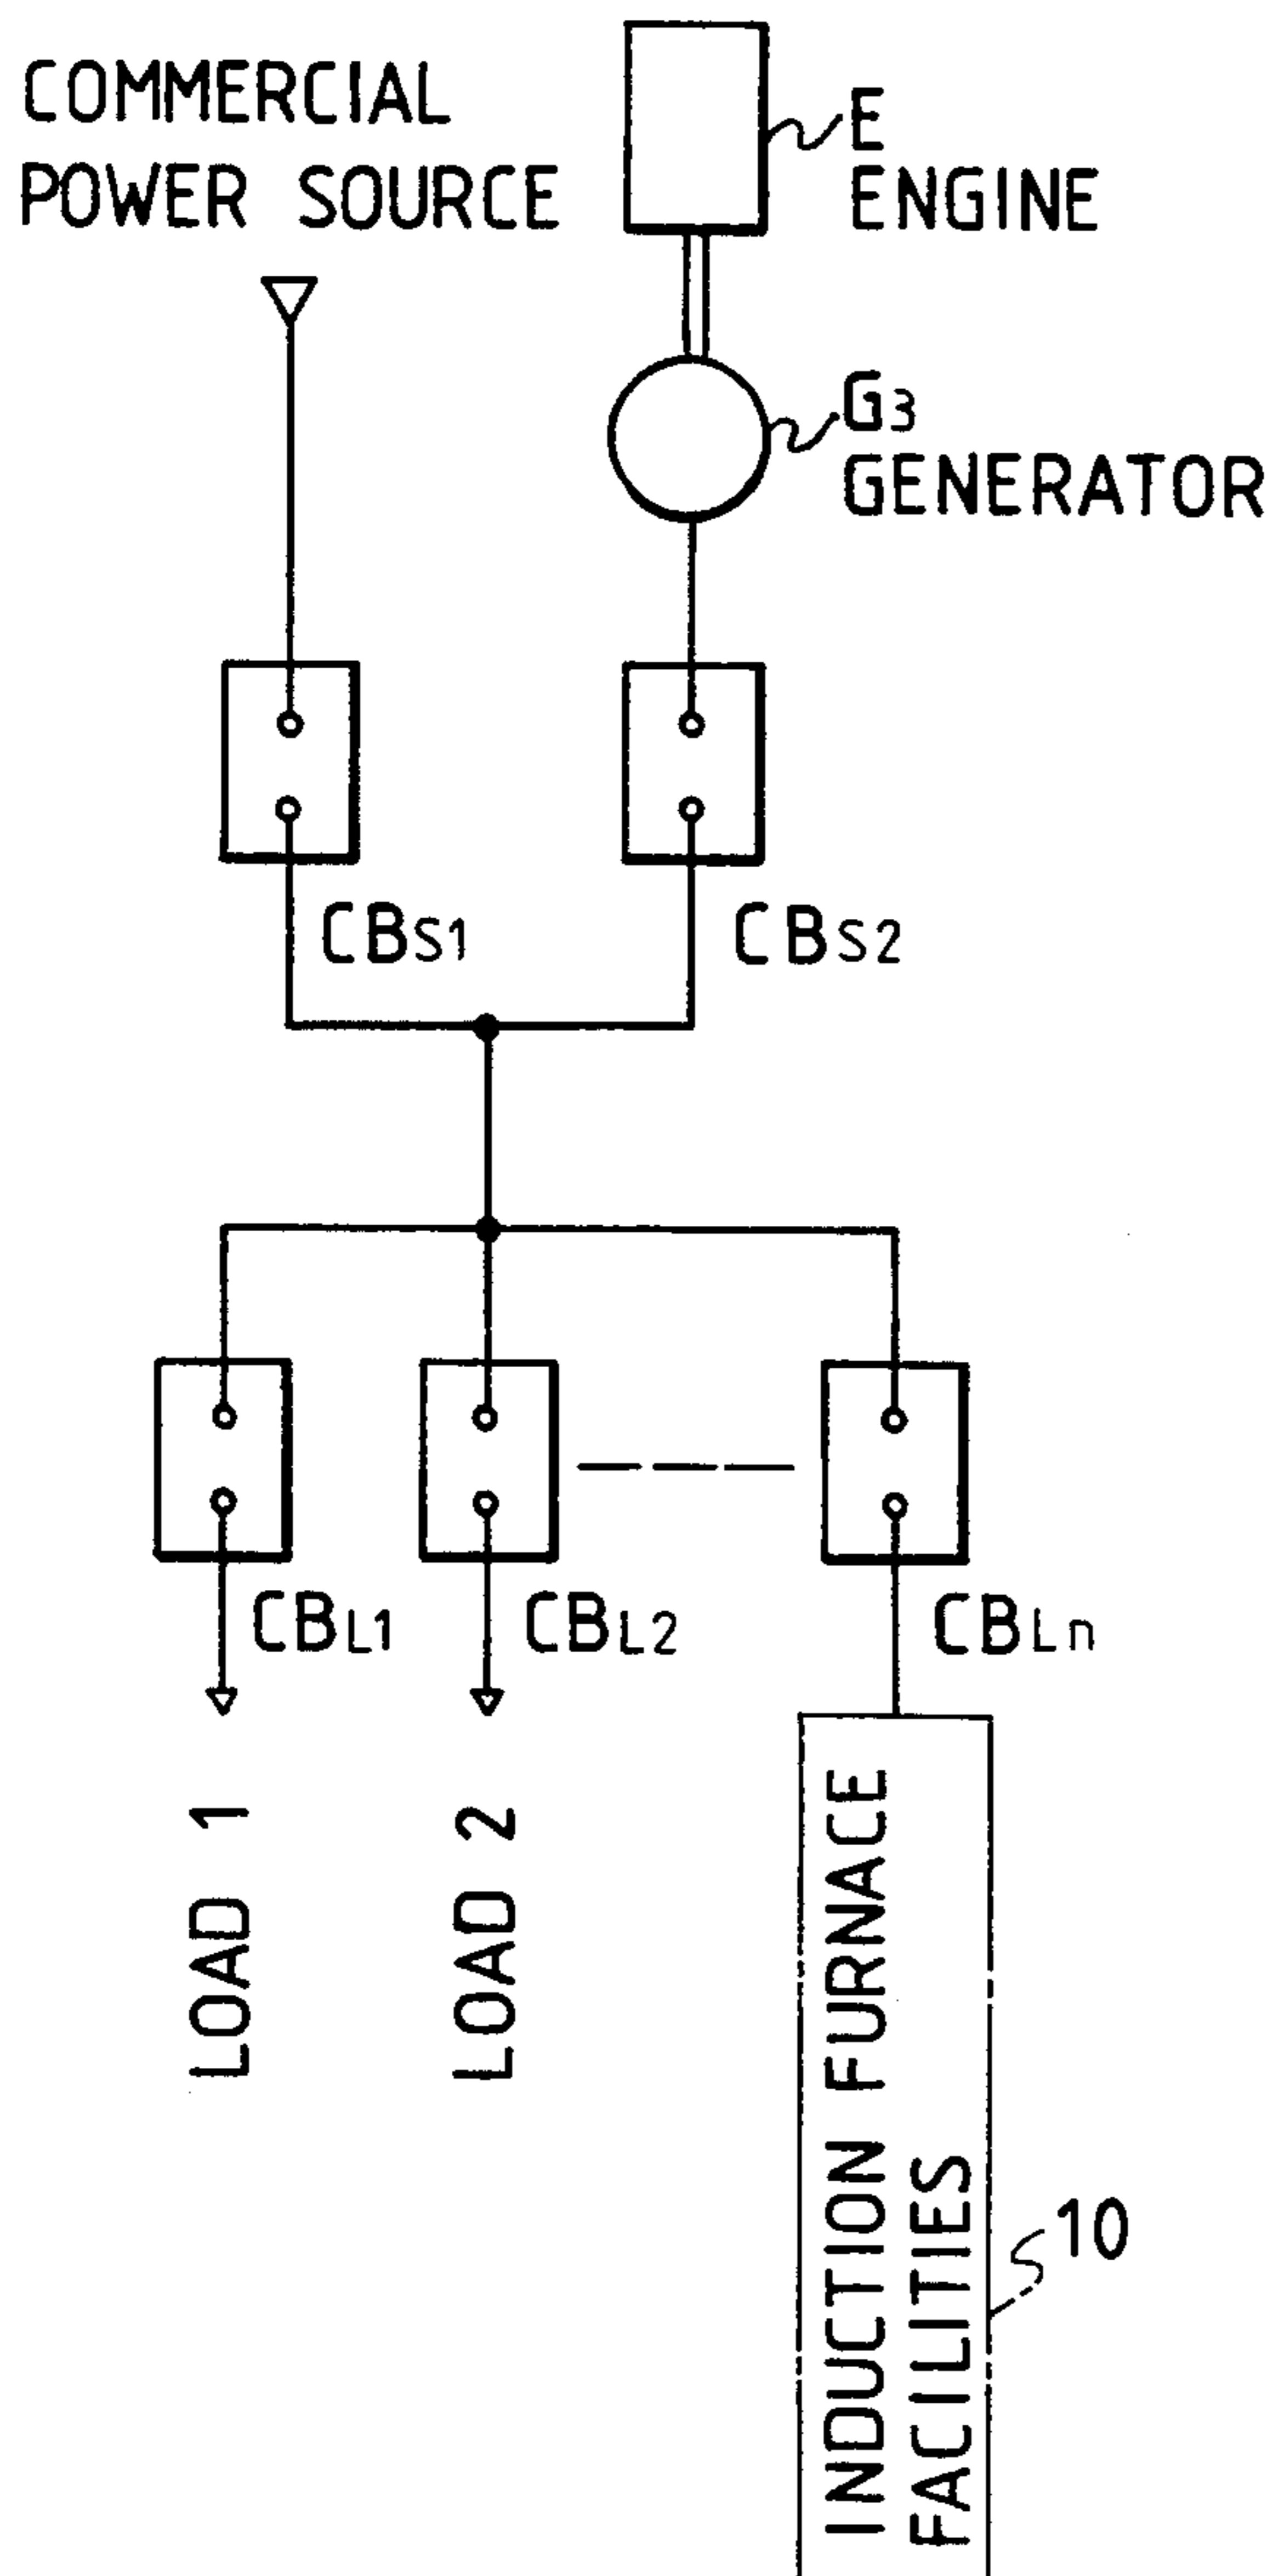 COMMERCIAL
POWER SOURCE
E
ENGINE
G3
GENERATOR
CBS1
CBS2
CBL1
CBL2
CBLn
LOAD 1
LOAD 2
INDUCTION FURNACE
FACILITIES
10